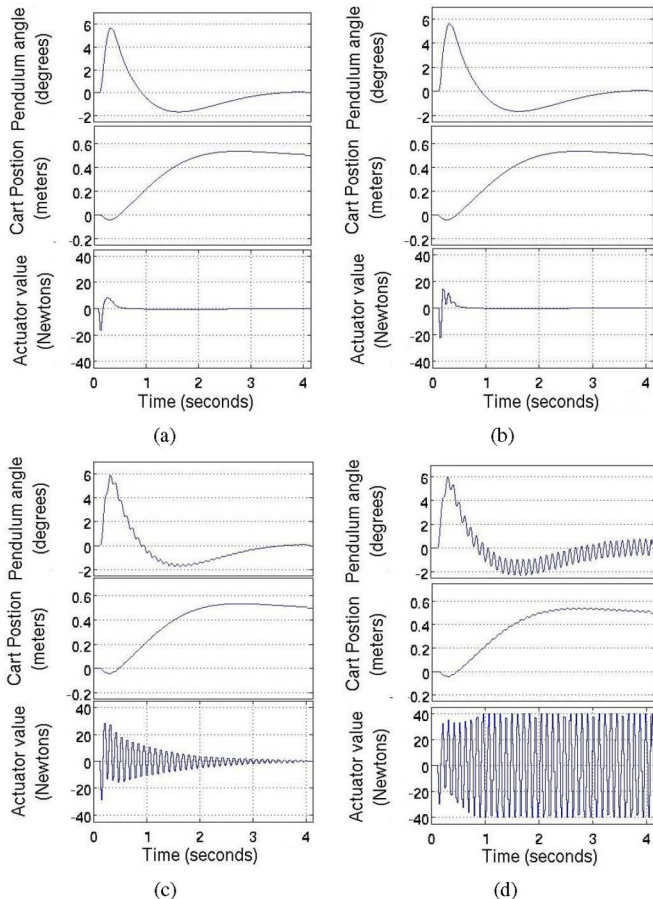 Pendulum angle
(degrees)
6
4
2
0
-2
Cart Postion
(meters)
0.6
0.4
0.2
0
-0.2
Actuator value
(Newtons)
40
20
0
-20
-40
0 1 2 3 4
Time (seconds)
(a)
Pendulum angle
(degrees)
6
4
2
0
-2
Cart Postion
(meters)
0.6
0.4
0.2
0
-0.2
Actuator value
(Newtons)
40
20
0
-20
-40
0 1 2 3 4
Time (seconds)
(b)
Pendulum angle
(degrees)
6
4
2
0
-2
Cart Postion
(meters)
0.6
0.4
0.2
0
-0.2
Actuator value
(Newtons)
40
20
0
-20
-40
0 1 2 3 4
Time (seconds)
(c)
Pendulum angle
(degrees)
6
4
2
0
-2
Cart Postion
(meters)
0.6
0.4
0.2
0
-0.2
Actuator value
(Newtons)
40
20
0
-20
-40
0 1 2 3 4
Time (seconds)
(d)